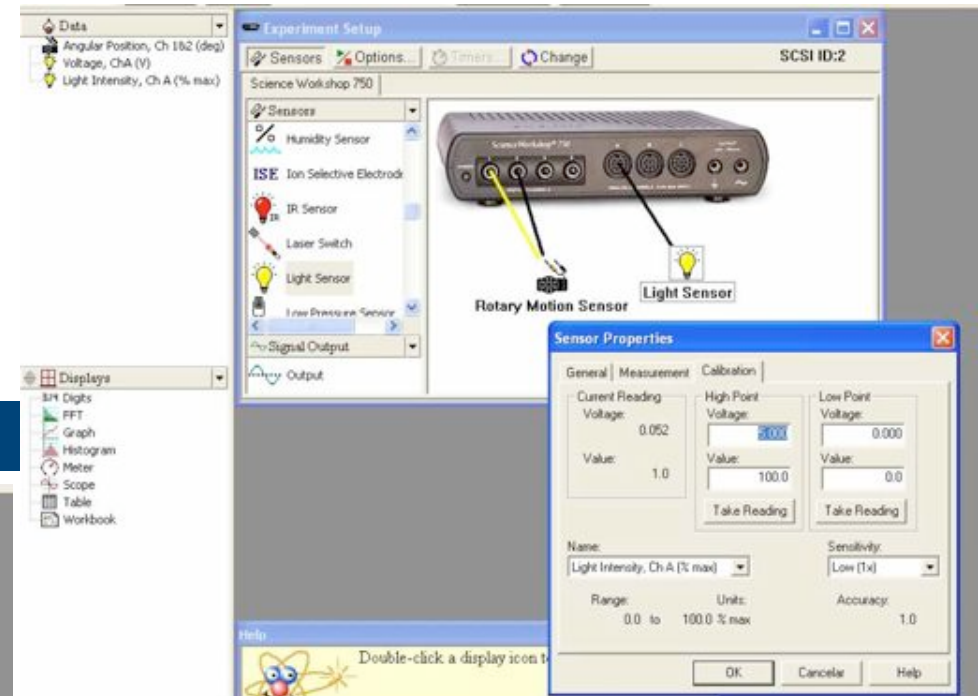 Data
Angular Position, Ch 1&2 (deg)
Voltage, ChA (V)
Light Intensity, Ch A (% max)
Experiment Setup
Sensors
Options...
Timers...
Change
SCSI ID:2
Science Workshop 750
Sensors
Humidity Sensor
ISE Ion Selective Electrode
IR Sensor
Laser Switch
Light Sensor
Low Pressure Sensor
Signal Output
Output
ScienceWorkshop® 750
Rotary Motion Sensor
Light Sensor
Displays
Digits
FFT
Graph
Histogram
Meter
Scope
Table
Workbook
Sensor Properties
General
Measurement
Calibration
Current Reading
Voltage:
0.052
Value:
1.0
High Point
Voltage:
5.000
Value:
100.0
Take Reading
Low Point
Voltage:
0.000
Value:
0.0
Take Reading
Name:
Light Intensity, Ch A (% max)
Sensitivity:
Low (1x)
Range:
0.0 to 100.0 % max
Units:
Accuracy:
1.0
OK
Cancelar
Help
Help
Double-click a display icon t